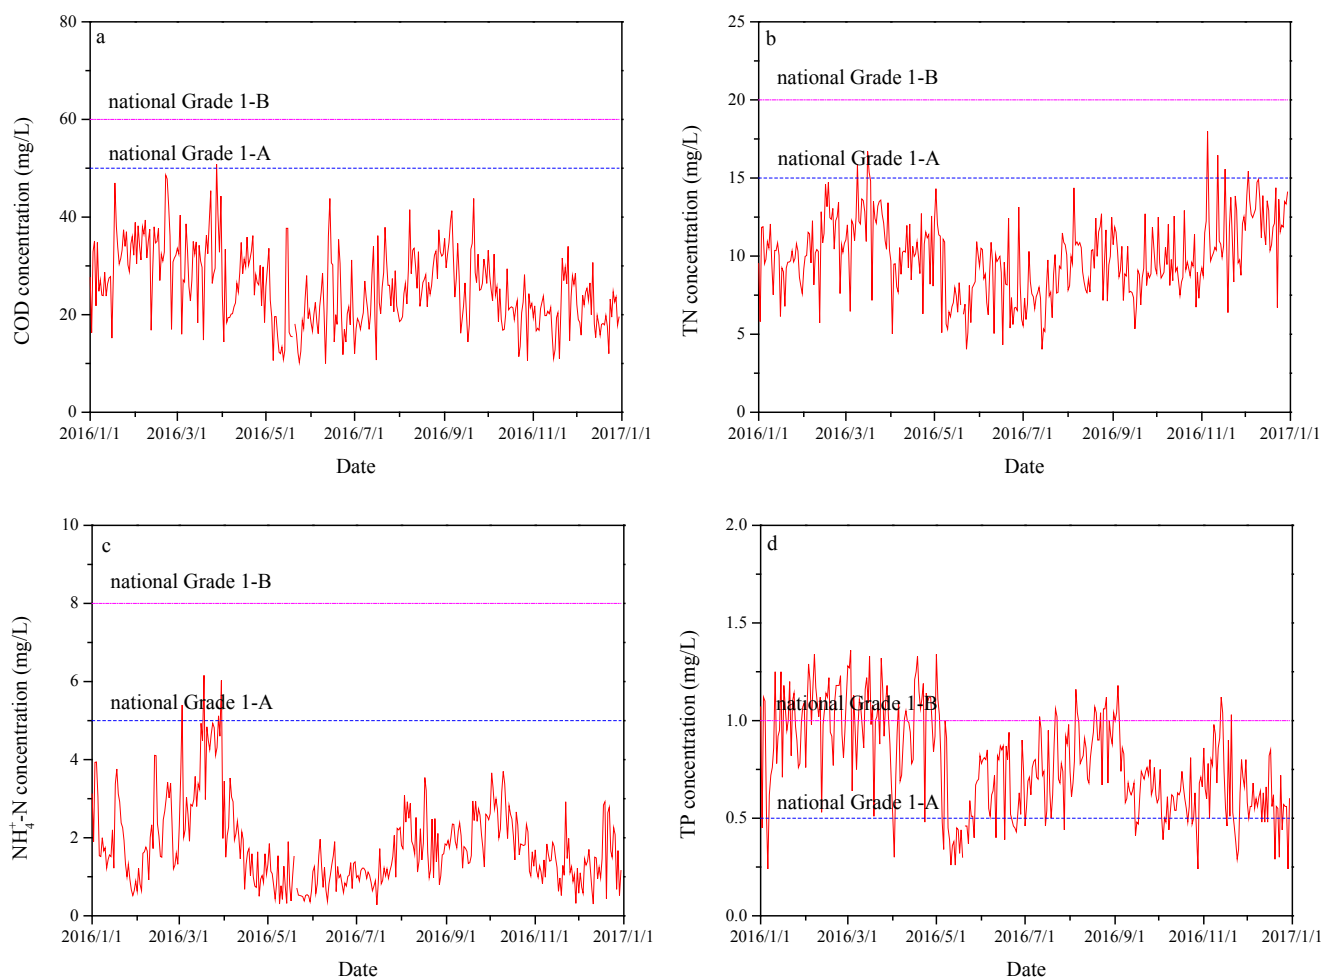 a
national Grade 1-B
national Grade 1-A
COD concentration (mg/L)
80
60
40
20
0
2016/1/1 2016/3/1 2016/5/1 2016/7/1 2016/9/1 2016/11/1 2017/1/1
Date
b
national Grade 1-B
national Grade 1-A
TN concentration (mg/L)
25
20
15
10
5
0
2016/1/1 2016/3/1 2016/5/1 2016/7/1 2016/9/1 2016/11/1 2017/1/1
Date
c
national Grade 1-B
national Grade 1-A
NH₄⁺-N concentration (mg/L)
10
8
6
4
2
0
2016/1/1 2016/3/1 2016/5/1 2016/7/1 2016/9/1 2016/11/1 2017/1/1
Date
d
national Grade 1-B
national Grade 1-A
TP concentration (mg/L)
2.0
1.5
1.0
0.5
0.0
2016/1/1 2016/3/1 2016/5/1 2016/7/1 2016/9/1 2016/11/1 2017/1/1
Date